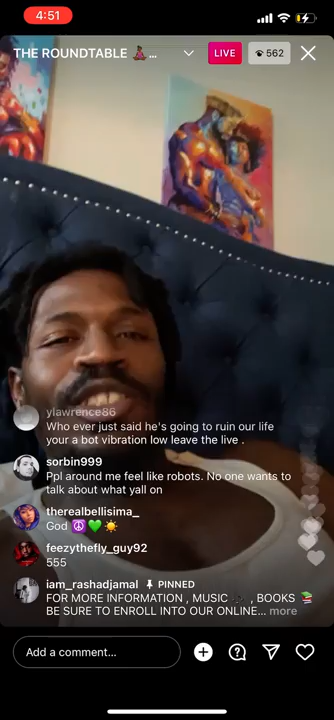 4:51
THE ROUNDTABLE 🧘🏾‍♀️...
LIVE
562
ylawrence86
Who ever just said he's going to ruin our life
your a bot vibration low leave the live .
sorbin999
Ppl around me feel like robots. No one wants to
talk about what yall on
therealbellisima_
God ☮️💚☀️
feezythefly_guy92
555
iam_rashadjamal PINNED
FOR MORE INFORMATION , MUSIC 🎶 , BOOKS 📚
BE SURE TO ENROLL INTO OUR ONLINE... more
Add a comment...